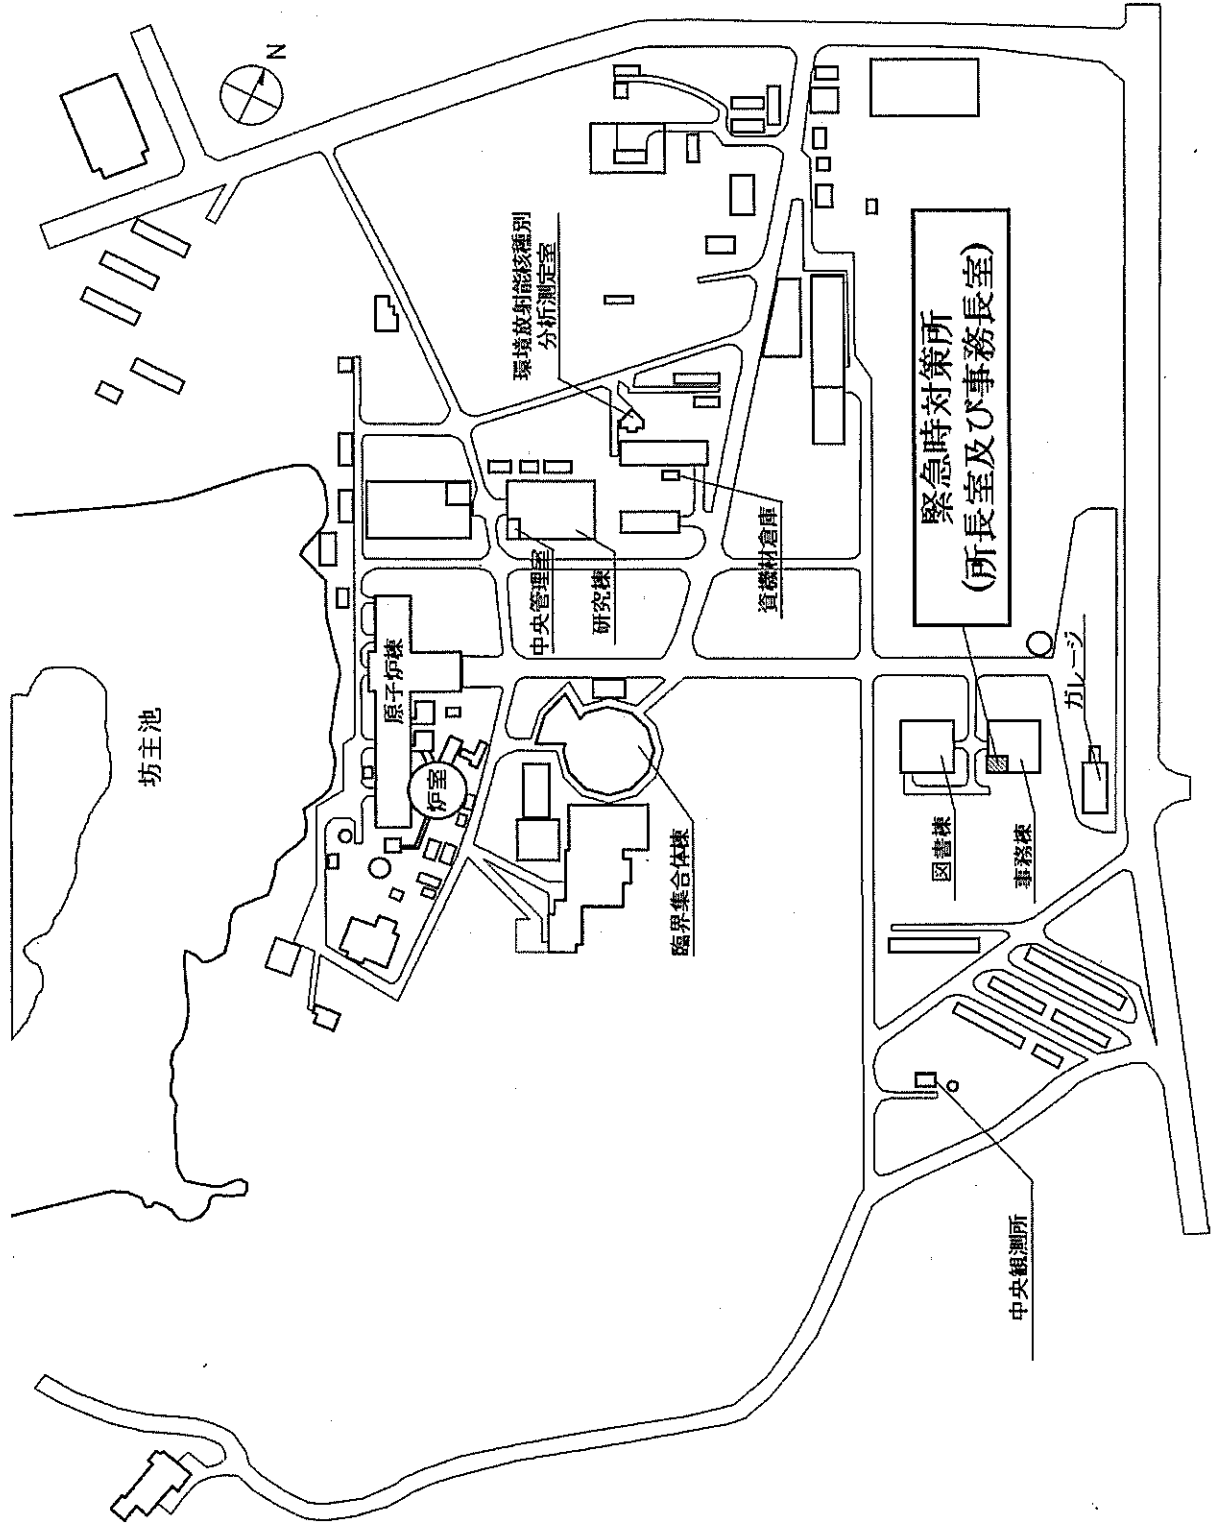 N
坊主池
環境放射能核種別
分析測定室
原子炉棟
炉室
中央管理室
研究棟
資機材倉庫
緊急時対策所
(所長室及び事務長室)
臨界集合体棟
図書棟
事務棟
ガレージ
中央観測所